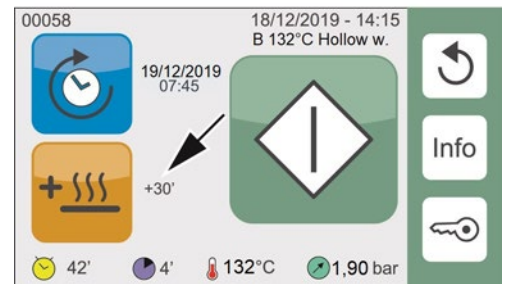 00058
18/12/2019 - 14:15
B 132°C Hollow w.
19/12/2019
07:45
+30'
Info
42'
4'
132°C
1,90 bar